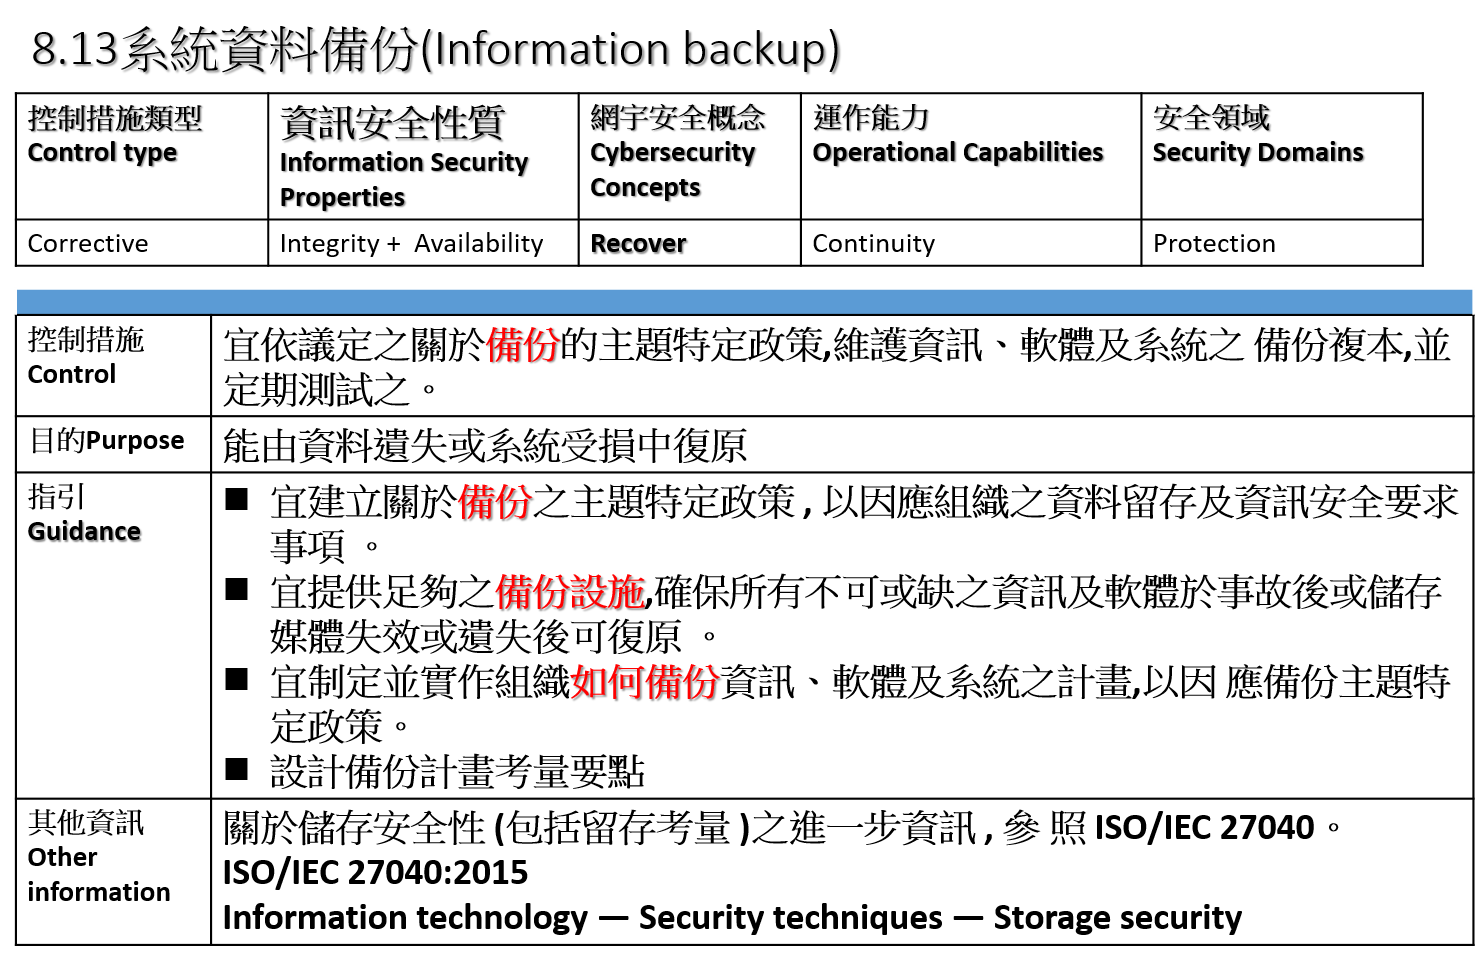 8.13系統資料備份(Information backup)
控制措施類型
Control type
資訊安全性質
Information Security
Properties
網宇安全概念
Cybersecurity
Concepts
運作能力
Operational Capabilities
安全領域
Security Domains
Corrective
Integrity + Availability
Recover
Continuity
Protection
控制措施
Control
宜依議定之關於備份的主題特定政策,維護資訊、軟體及系統之 備份複本,並
定期測試之。
目的Purpose
能由資料遺失或系統受損中復原
指引
Guidance
■ 宜建立關於備份之主題特定政策 , 以因應組織之資料留存及資訊安全要求
事項 。
■ 宜提供足夠之備份設施,確保所有不可或缺之資訊及軟體於事故後或儲存
媒體失效或遺失後可復原 。
■ 宜制定並實作組織如何備份資訊、軟體及系統之計畫,以因 應備份主題特
定政策。
■ 設計備份計畫考量要點
其他資訊
Other
information
關於儲存安全性 (包括留存考量 )之進一步資訊 , 參 照 ISO/IEC 27040。
ISO/IEC 27040:2015
Information technology — Security techniques — Storage security